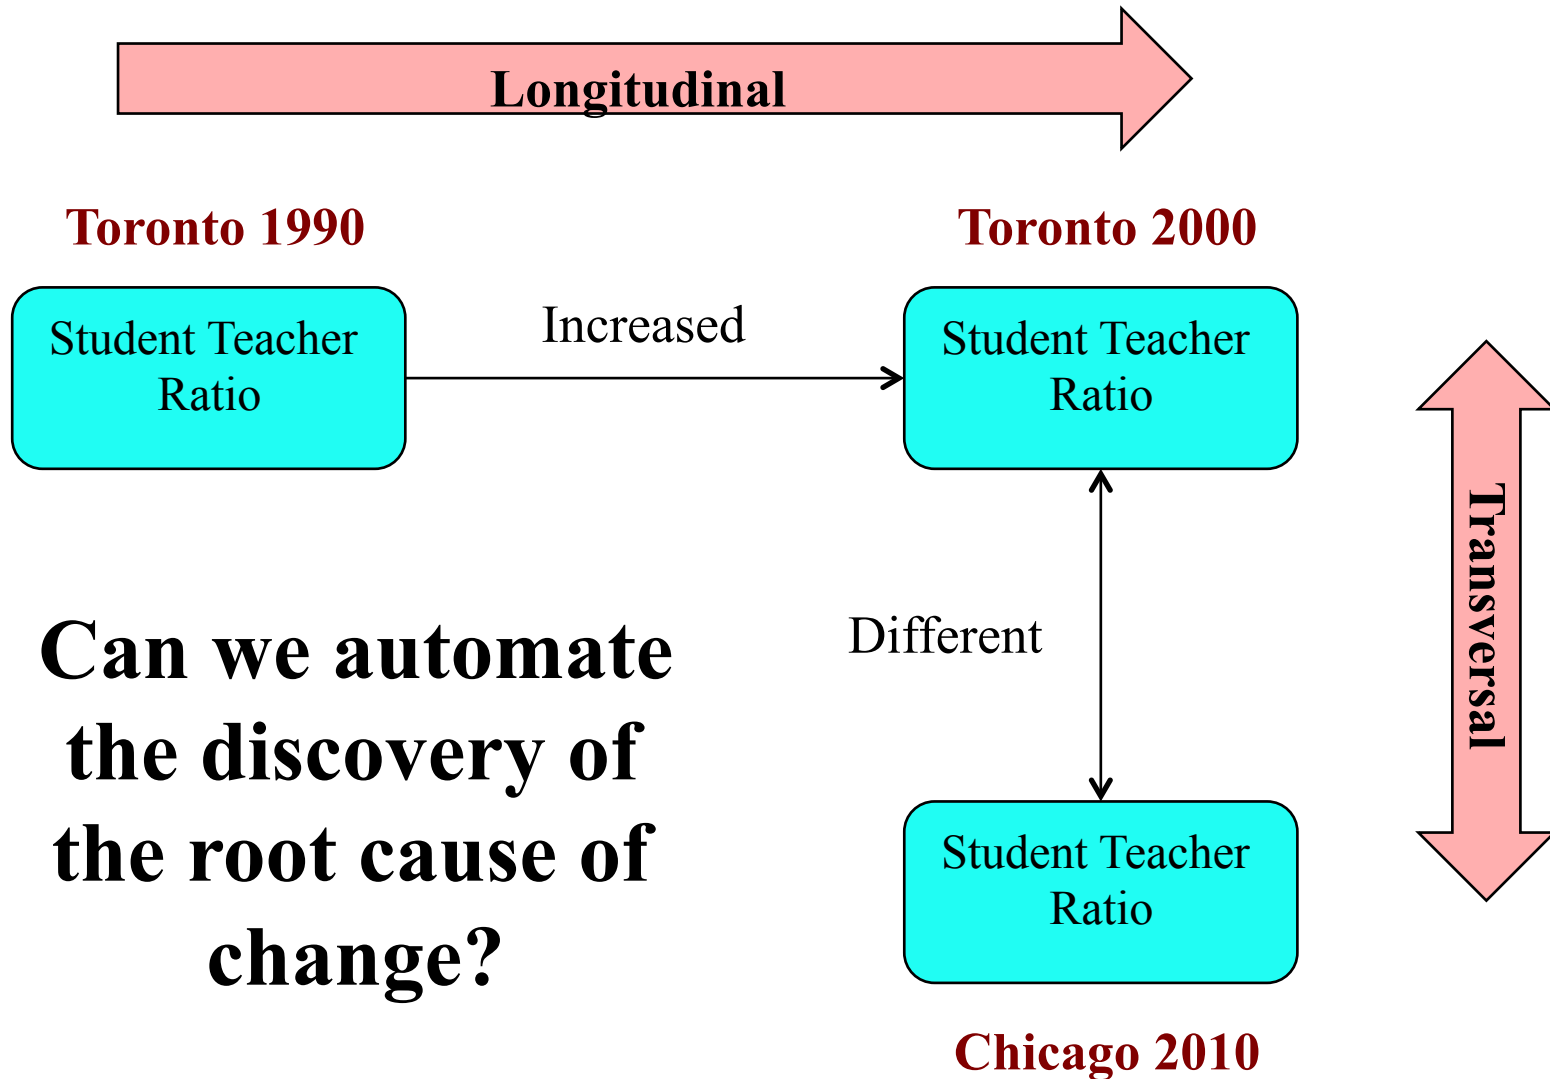 Longitudinal
Toronto 1990
Toronto 2000
Student Teacher
Ratio
Increased
Student Teacher
Ratio
Transversal
Different
Can we automate
the discovery of
the root cause of
change?
Student Teacher
Ratio
Chicago 2010